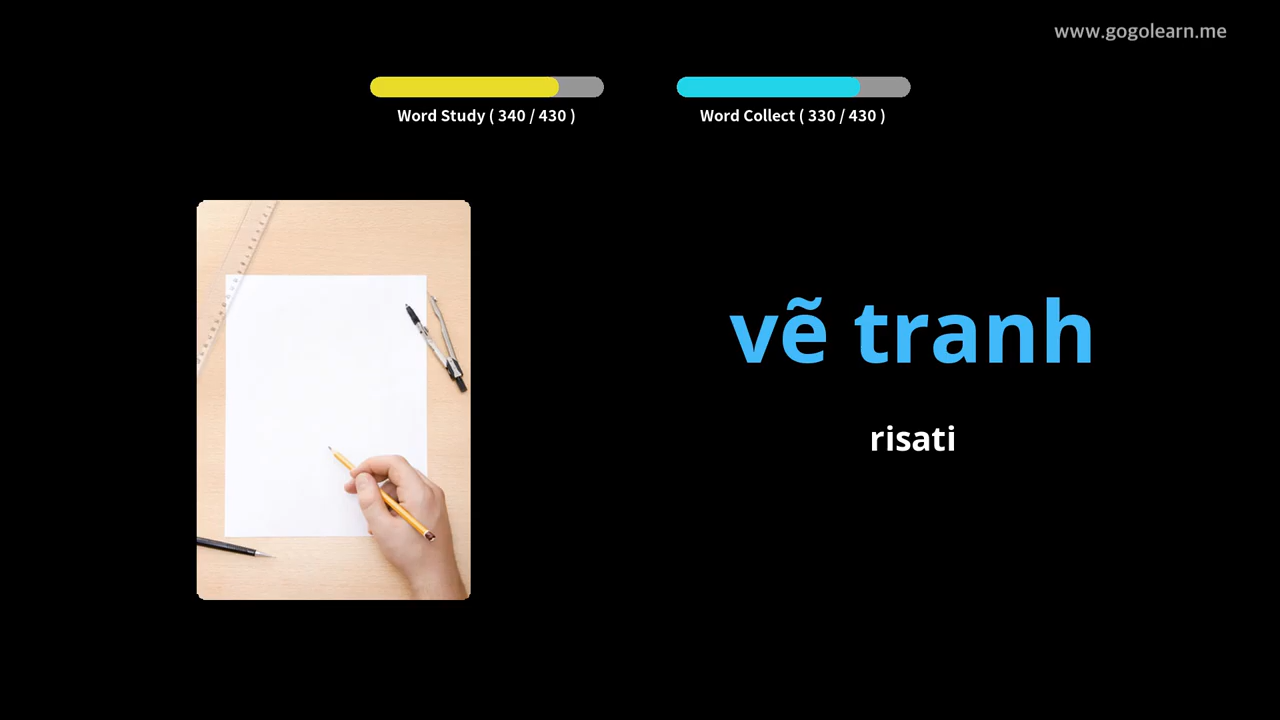 www.gogolearn.me
Word Study ( 340 / 430 )
Word Collect ( 330 / 430 )
vẽ tranh
risati